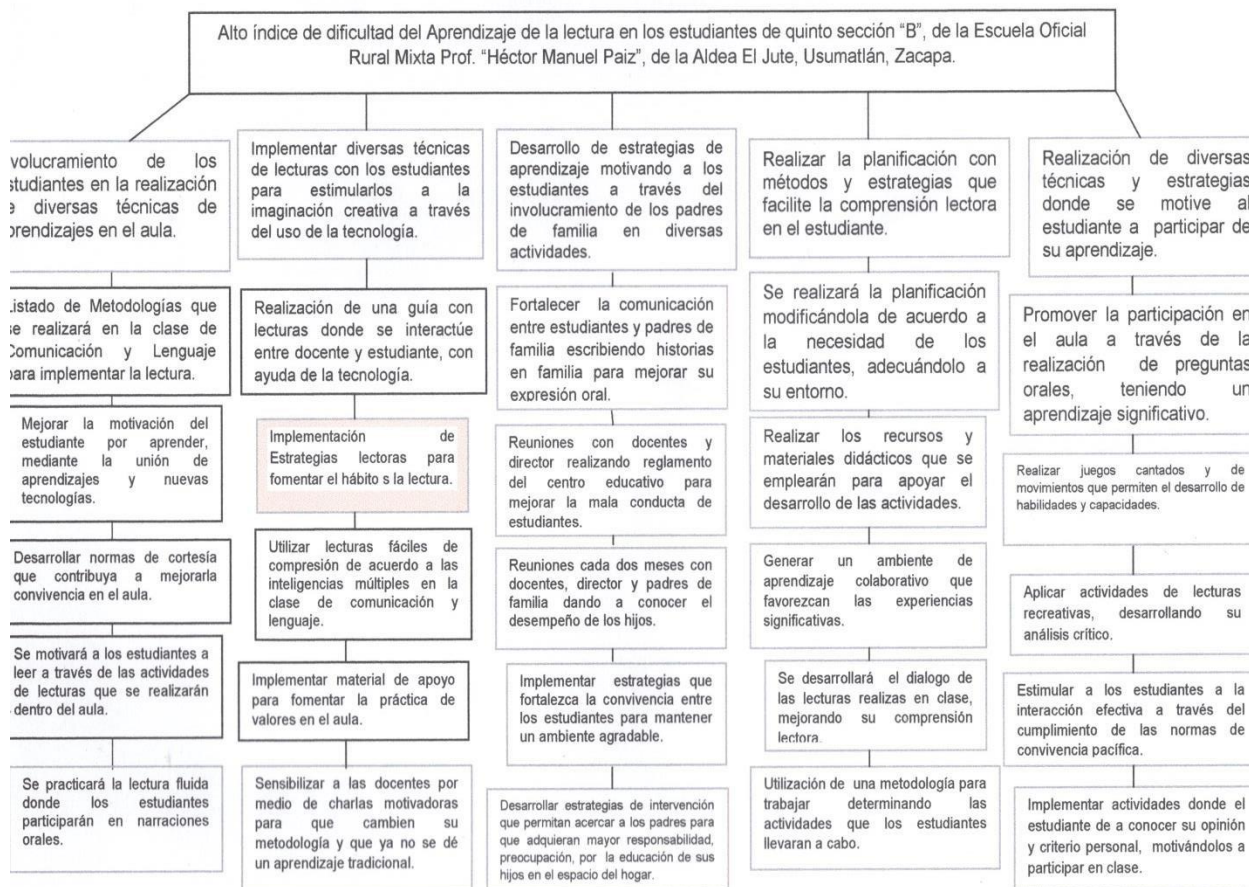 Alto índice de dificultad del Aprendizaje de la lectura en los estudiantes de quinto sección "B", de la Escuela Oficial
Rural Mixta Prof. "Héctor Manuel Paiz", de la Aldea El Jute, Usumatlán, Zacapa.
volucramiento de los
studiantes en la realización
e diversas técnicas de
prendizajes en el aula.
Listado de Metodologías que
se realizará en la clase de
Comunicación y Lenguaje
para implementar la lectura.
Mejorar la motivación del
estudiante por aprender,
mediante la unión de
aprendizajes y nuevas
tecnologías.
Desarrollar normas de cortesía
que contribuya a mejorarla
convivencia en el aula.
Se motivará a los estudiantes a
leer a través de las actividades
de lecturas que se realizarán
dentro del aula.
Se practicará la lectura fluida
donde los estudiantes
participarán en narraciones
orales.
Implementar diversas técnicas
de lecturas con los estudiantes
para estimularlos a la
imaginación creativa a través
del uso de la tecnología.
Realización de una guía con
lecturas donde se interactúe
entre docente y estudiante, con
ayuda de la tecnología.
Implementación de
Estrategias lectoras para
fomentar el hábito s la lectura.
Utilizar lecturas fáciles de
compresión de acuerdo a las
inteligencias múltiples en la
clase de comunicación y
lenguaje.
Implementar material de apoyo
para fomentar la práctica de
valores en el aula.
Sensibilizar a las docentes por
medio de charlas motivadoras
para que cambien su
metodología y que ya no se dé
un aprendizaje tradicional.
Desarrollo de estrategias de
aprendizaje motivando a los
estudiantes a través del
involucramiento de los padres
de familia en diversas
actividades.
Fortalecer la comunicación
entre estudiantes y padres de
familia escribiendo historias
en familia para mejorar su
expresión oral.
Reuniones con docentes y
director realizando reglamento
del centro educativo para
mejorar la mala conducta de
estudiantes.
Reuniones cada dos meses con
docentes, director y padres de
familia dando a conocer el
desempeño de los hijos.
Implementar estrategias que
fortalezca la convivencia entre
los estudiantes para mantener
un ambiente agradable.
Desarrollar estrategias de intervención
que permitan acercar a los padres para
que adquieran mayor responsabilidad,
preocupación, por la educación de sus
hijos en el espacio del hogar.
Realizar la planificación con
métodos y estrategias que
facilite la comprensión lectora
en el estudiante.
Se realizará la planificación
modificándola de acuerdo a
la necesidad de los
estudiantes, adecuándolo a
su entorno.
Realizar los recursos y
materiales didácticos que se
emplearán para apoyar el
desarrollo de las actividades.
Generar un ambiente de
aprendizaje colaborativo que
favorezcan las experiencias
significativas.
Se desarrollará el dialogo de
las lecturas realizas en clase,
mejorando su comprensión
lectora.
Utilización de una metodología para
trabajar determinando las
actividades que los estudiantes
llevaran a cabo.
Realización de diversas
técnicas y estrategias
donde se motive al
estudiante a participar de
su aprendizaje.
Promover la participación en
el aula a través de la
realización de preguntas
orales, teniendo un
aprendizaje significativo.
Realizar juegos cantados y de
movimientos que permiten el desarrollo de
habilidades y capacidades.
Aplicar actividades de lecturas
recreativas, desarrollando su
análisis crítico.
Estimular a los estudiantes a la
interacción efectiva a través del
cumplimiento de las normas de
convivencia pacífica.
Implementar actividades donde el
estudiante de a conocer su opinión
y criterio personal, motivándolos a
participar en clase.